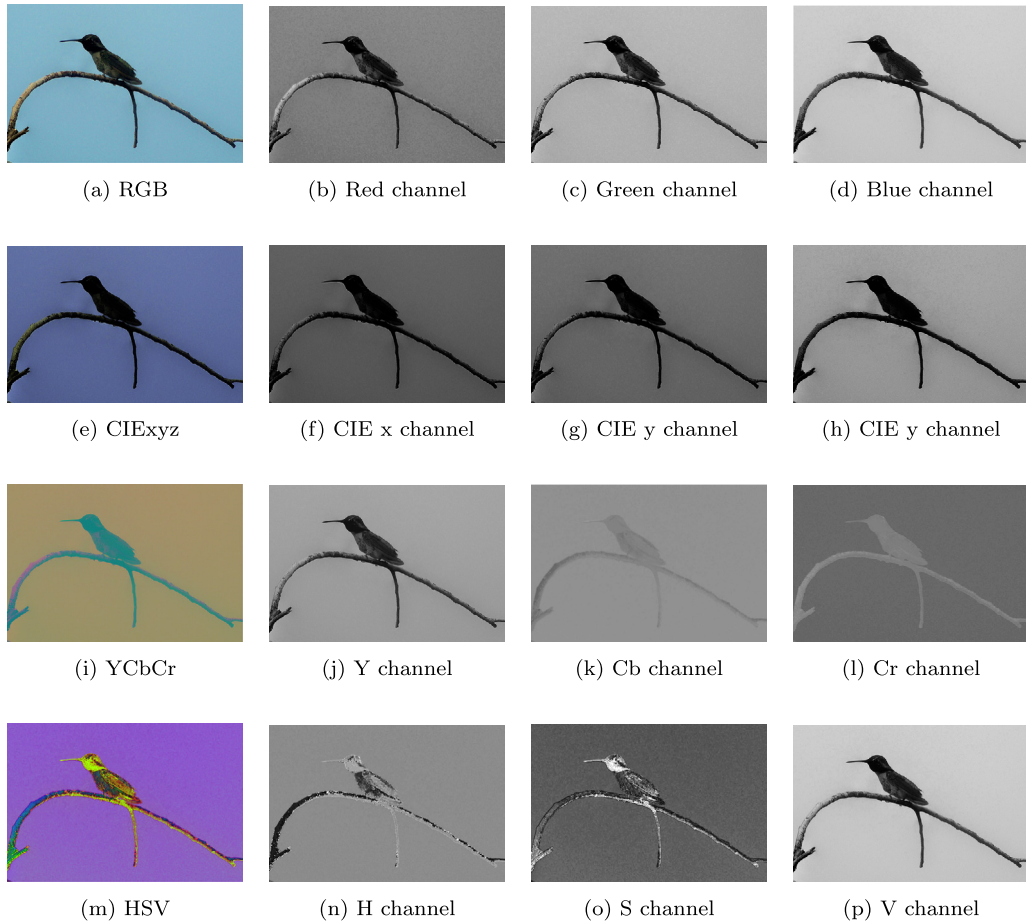 (a) RGB
(b) Red channel
(c) Green channel
(d) Blue channel
(e) CIExyz
(f) CIE x channel
(g) CIE y channel
(h) CIE y channel
(i) YCbCr
(j) Y channel
(k) Cb channel
(l) Cr channel
(m) HSV
(n) H channel
(o) S channel
(p) V channel